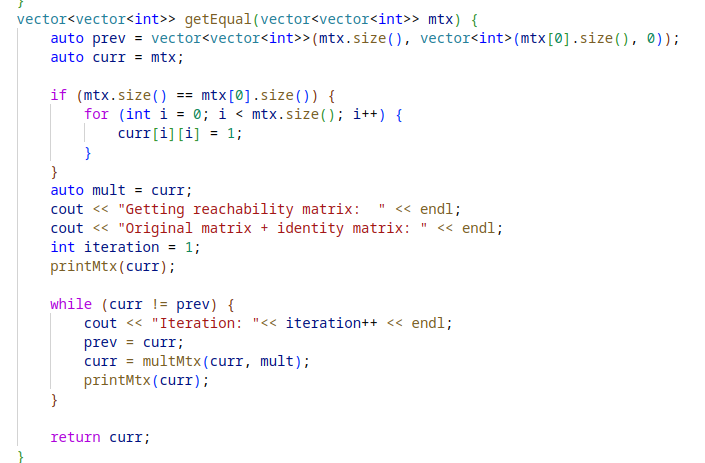 }
vector<vector<int>> getEqual(vector<vector<int>> mtx) {
    auto prev = vector<vector<int>>(mtx.size(), vector<int>(mtx[0].size(), 0));
    auto curr = mtx;

    if (mtx.size() == mtx[0].size()) {
        for (int i = 0; i < mtx.size(); i++) {
            curr[i][i] = 1;
        }
    }
    auto mult = curr;
    cout << "Getting reachability matrix:  " << endl;
    cout << "Original matrix + identity matrix: " << endl;
    int iteration = 1;
    printMtx(curr);

    while (curr != prev) {
        cout << "Iteration: "<< iteration++ << endl;
        prev = curr;
        curr = multMtx(curr, mult);
        printMtx(curr);
    }

    return curr;
}